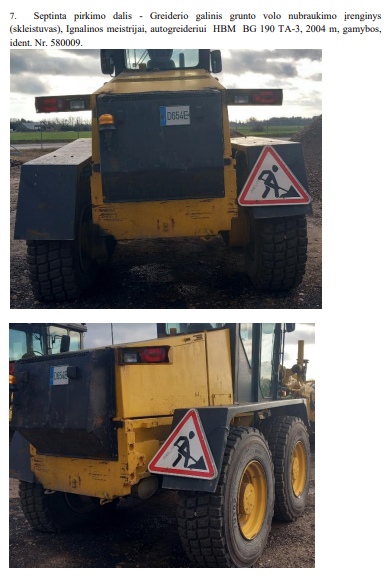 7. Septinta pirkimo dalis - Greiderio galinis grunto volo nubraukimo įrenginys
(skleistuvas), Ignalinos meistrijai, autogreideriui HBM BG 190 TA-3, 2004 m, gamybos,
ident. Nr. 580009.
D654E